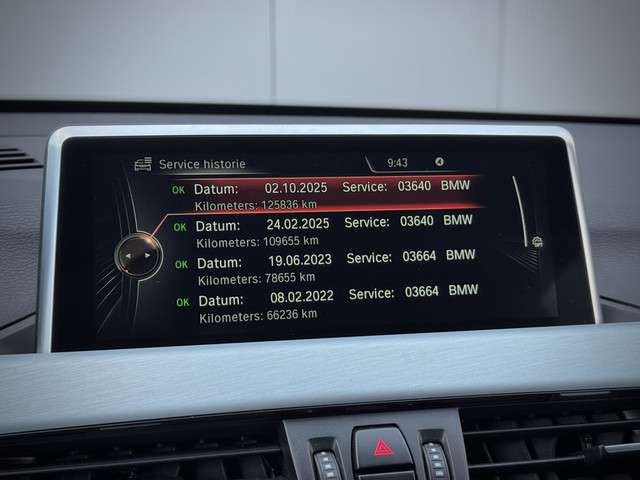 Service historie 9:43
OK Datum: 02.10.2025 Service: 03640 BMW
Kilometers: 125836 km
OK Datum: 24.02.2025 Service: 03640 BMW
Kilometers: 109655 km
OK Datum: 19.06.2023 Service: 03664 BMW
Kilometers: 78655 km
OK Datum: 08.02.2022 Service: 03664 BMW
Kilometers: 66236 km